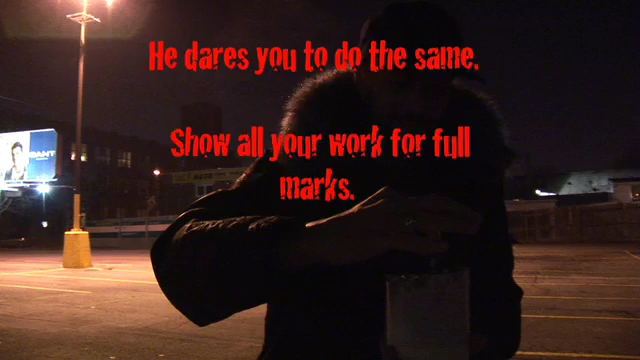 He dares you to do the same.
Show all your work for full
marks.